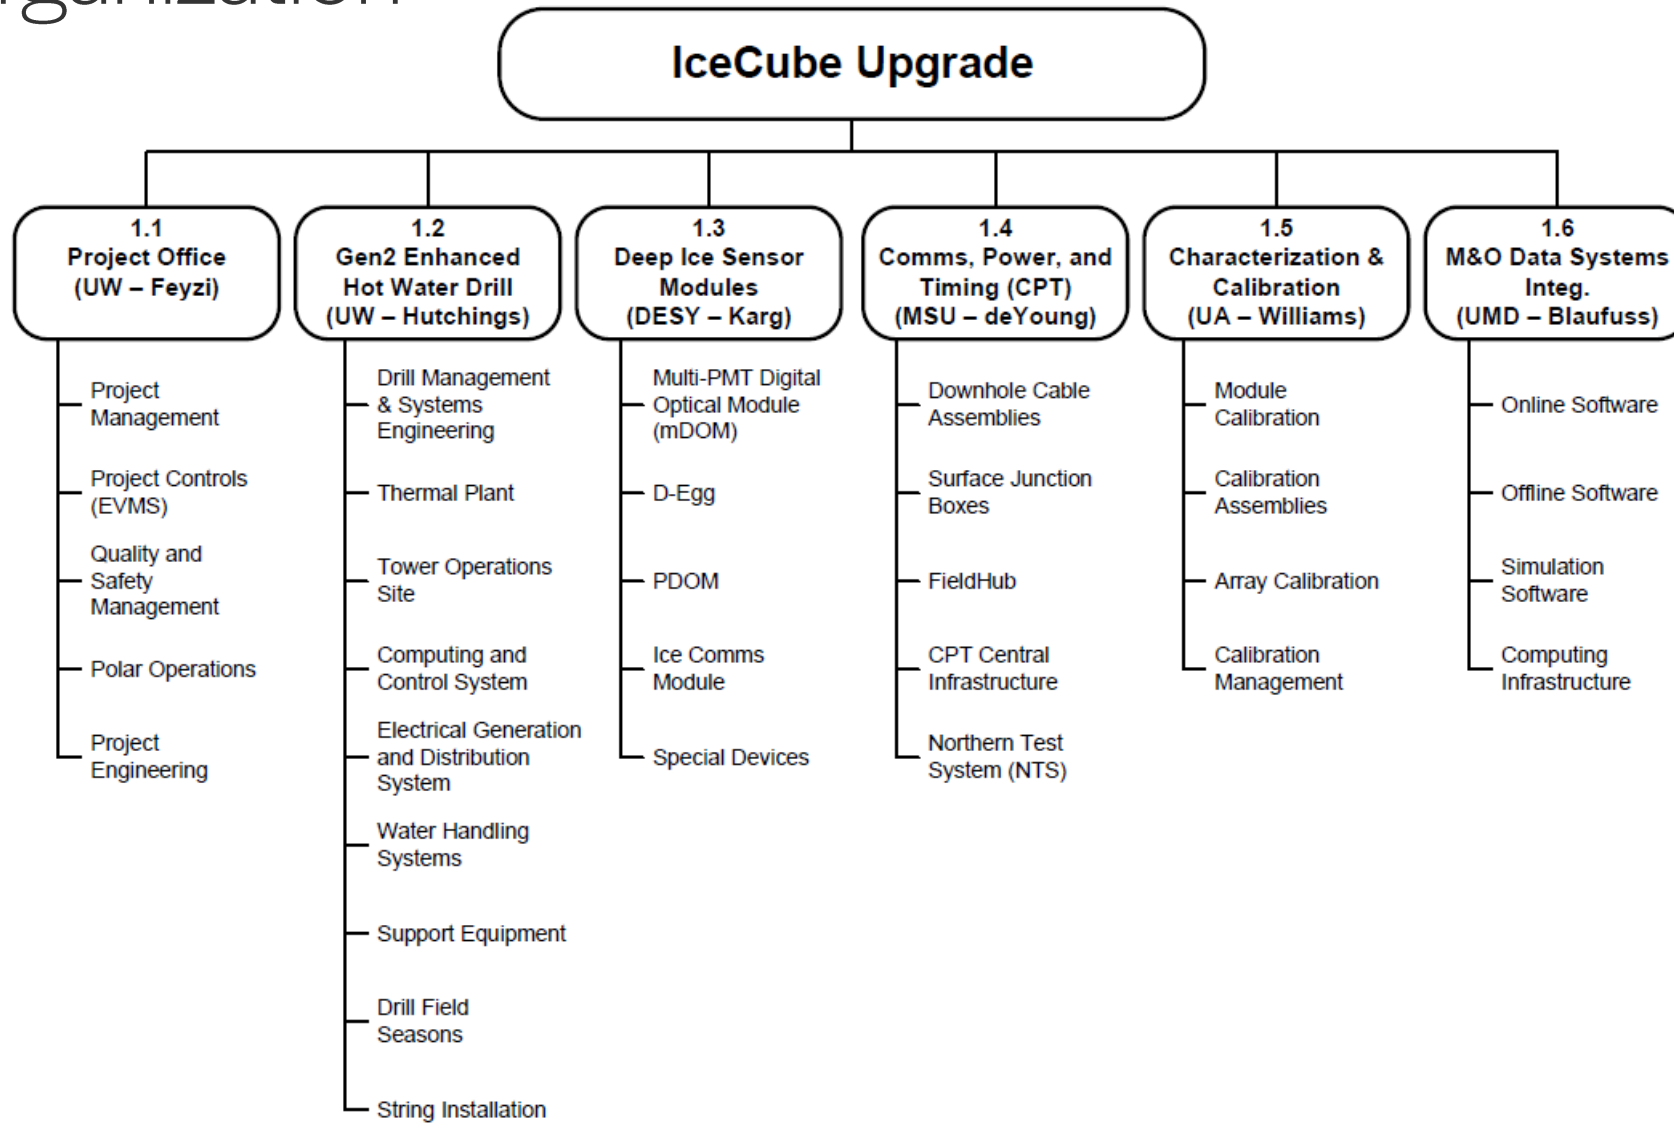 rganization
IceCube Upgrade
1.1
Project Office
(UW – Feyzi)
Project
Management
Project Controls
(EVMS)
Quality and
Safety
Management
Polar Operations
Project
Engineering
1.2
Gen2 Enhanced
Hot Water Drill
(UW – Hutchings)
Drill Management
& Systems
Engineering
Thermal Plant
Tower Operations
Site
Computing and
Control System
Electrical Generation
and Distribution
System
Water Handling
Systems
Support Equipment
Drill Field
Seasons
String Installation
1.3
Deep Ice Sensor
Modules
(DESY – Karg)
Multi-PMT Digital
Optical Module
(mDOM)
D-Egg
PDOM
Ice Comms
Module
Special Devices
1.4
Comms, Power, and
Timing (CPT)
(MSU – deYoung)
Downhole Cable
Assemblies
Surface Junction
Boxes
FieldHub
CPT Central
Infrastructure
Northern Test
System (NTS)
1.5
Characterization &
Calibration
(UA – Williams)
Module
Calibration
Calibration
Assemblies
Array Calibration
Calibration
Management
1.6
M&O Data Systems
Integ.
(UMD – Blaufuss)
Online Software
Offline Software
Simulation
Software
Computing
Infrastructure